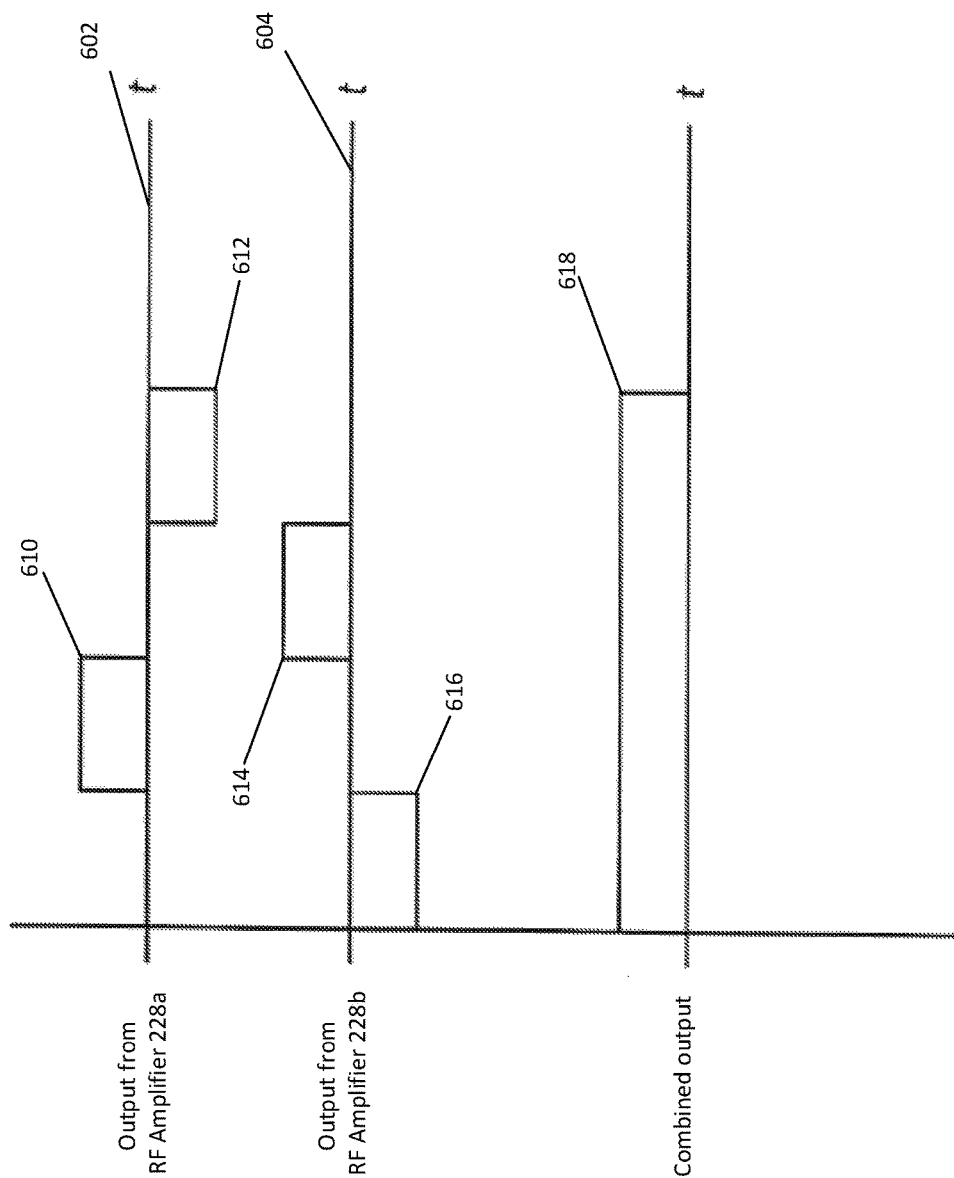 Output from
RF Amplifier 228a
610
612
602
t
Output from
RF Amplifier 228b
616
614
604
t
Combined output
618
t